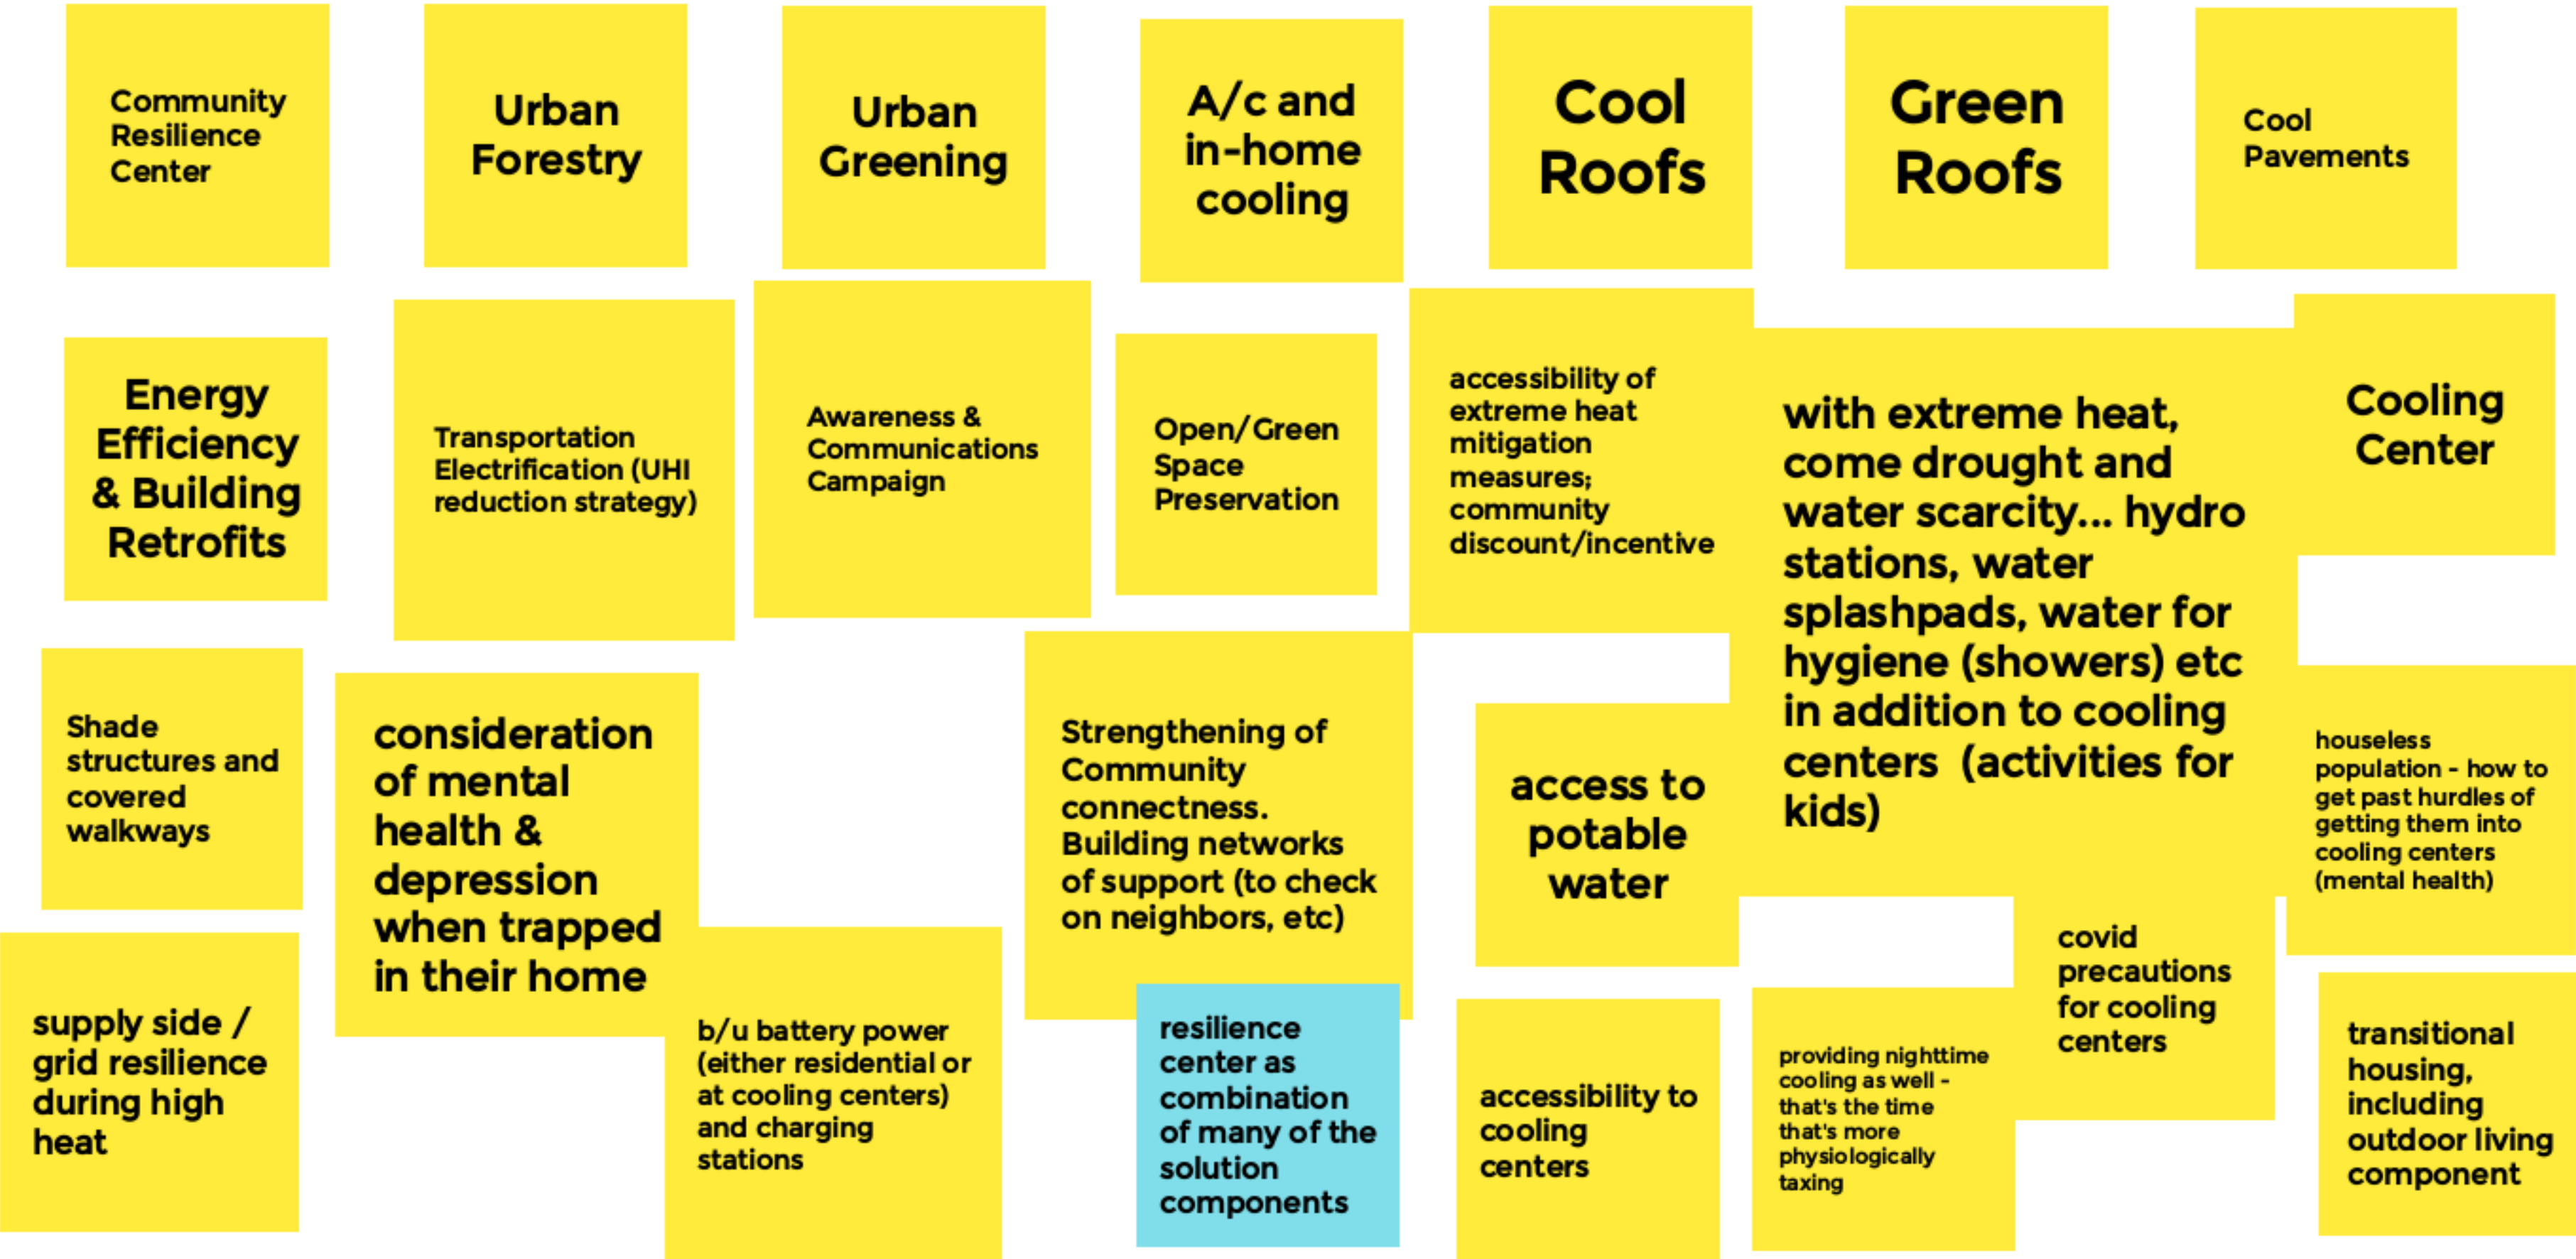 Community
Resilience
Center
Urban
Forestry
Urban
Greening
A/c and
in-home
cooling
Cool
Roofs
Green
Roofs
Cool
Pavements
Energy
Efficiency
& Building
Retrofits
Transportation
Electrification (UHI
reduction strategy)
Awareness &
Communications
Campaign
Open/Green
Space
Preservation
accessibility of
extreme heat
mitigation
measures;
community
discount/incentive
with extreme heat,
come drought and
water scarcity... hydro
stations, water
splashpads, water for
hygiene (showers) etc
in addition to cooling
centers (activities for
kids)
Cooling
Center
Shade
structures and
covered
walkways
consideration
of mental
health &
depression
when trapped
in their home
Strengthening of
Community
connectness.
Building networks
of support (to check
on neighbors, etc)
access to
potable
water
houseless
population - how to
get past hurdles of
getting them into
cooling centers
(mental health)
supply side /
grid resilience
during high
heat
b/u battery power
(either residential or
at cooling centers)
and charging
stations
resilience
center as
combination
of many of the
solution
components
accessibility to
cooling
centers
providing nighttime
cooling as well -
that's the time
that's more
physiologically
taxing
covid
precautions
for cooling
centers
transitional
housing,
including
outdoor living
component